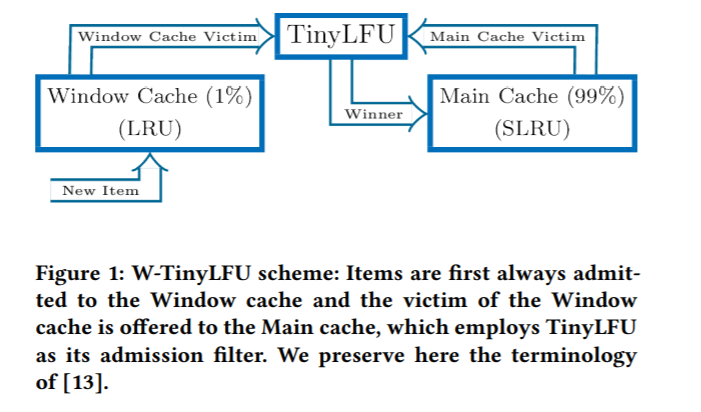 Window Cache Victim
TinyLFU
Main Cache Victim
Window Cache (1%)
(LRU)
Winner
Main Cache (99%)
(SLRU)
New Item
Figure 1: W-TinyLFU scheme: Items are first always admit-
ted to the Window cache and the victim of the Window
cache is offered to the Main cache, which employs TinyLFU
as its admission filter. We preserve here the terminology
of [13].